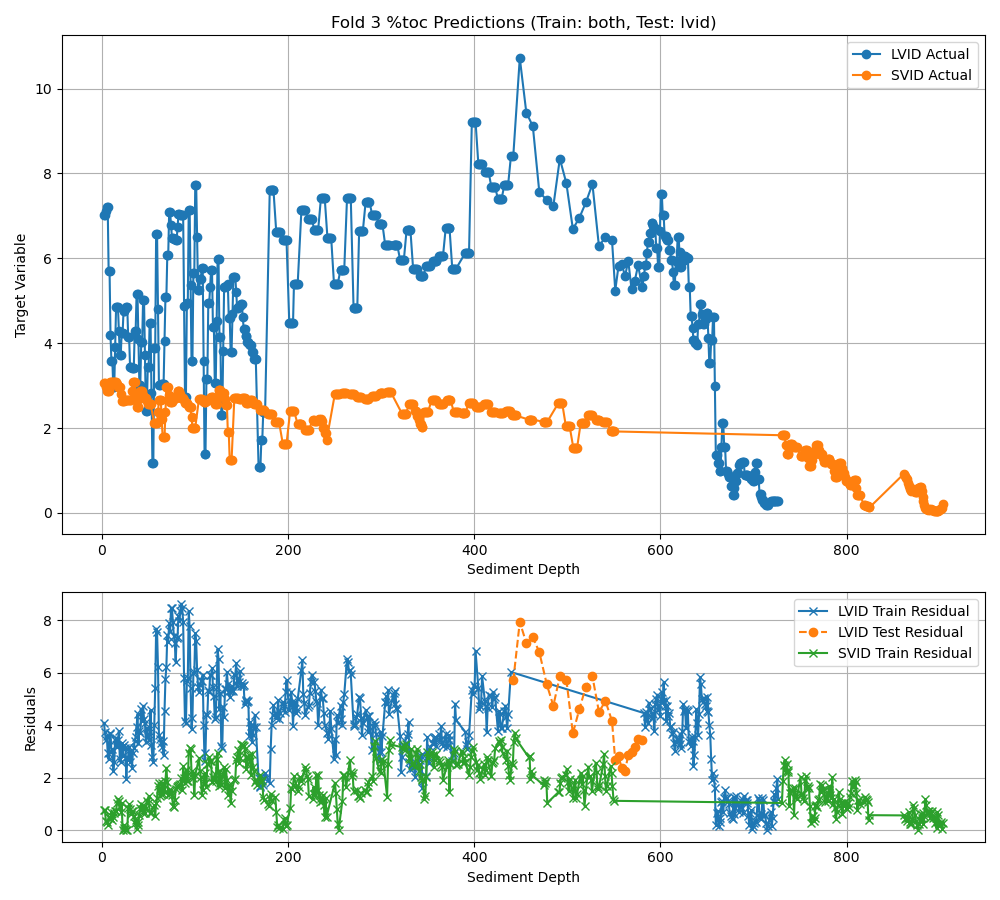 Fold 3 %toc Predictions (Train: both, Test: lvid)
LVID Actual
SVID Actual
Target Variable
10
8
6
4
2
0
0 200 400 600 800
Sediment Depth
LVID Train Residual
LVID Test Residual
SVID Train Residual
Residuals
8
6
4
2
0
0 200 400 600 800
Sediment Depth